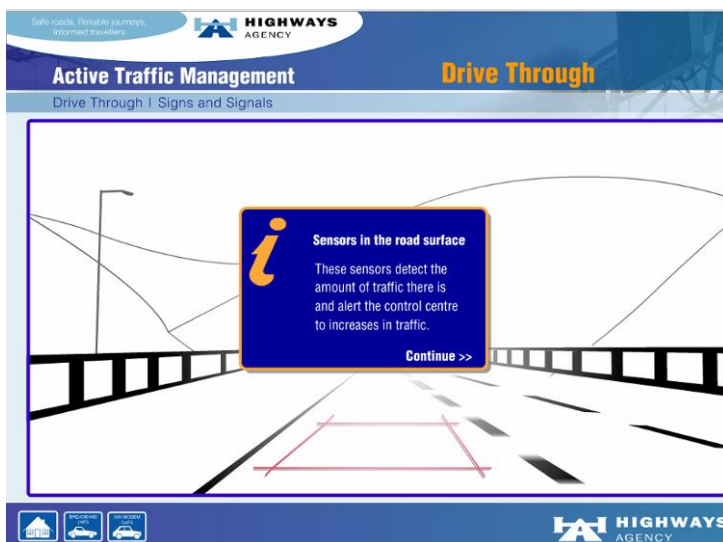 Safe roads, Reliable journeys,
Informed travellers
HIGHWAYS
AGENCY
Active Traffic Management
Drive Through
Drive Through I Signs and Signals
i
Sensors in the road surface
These sensors detect the
amount of traffic there is
and alert the control centre
to increases in traffic.
Continue >>
BROADBAND
HIGHWAYS
AGENCY